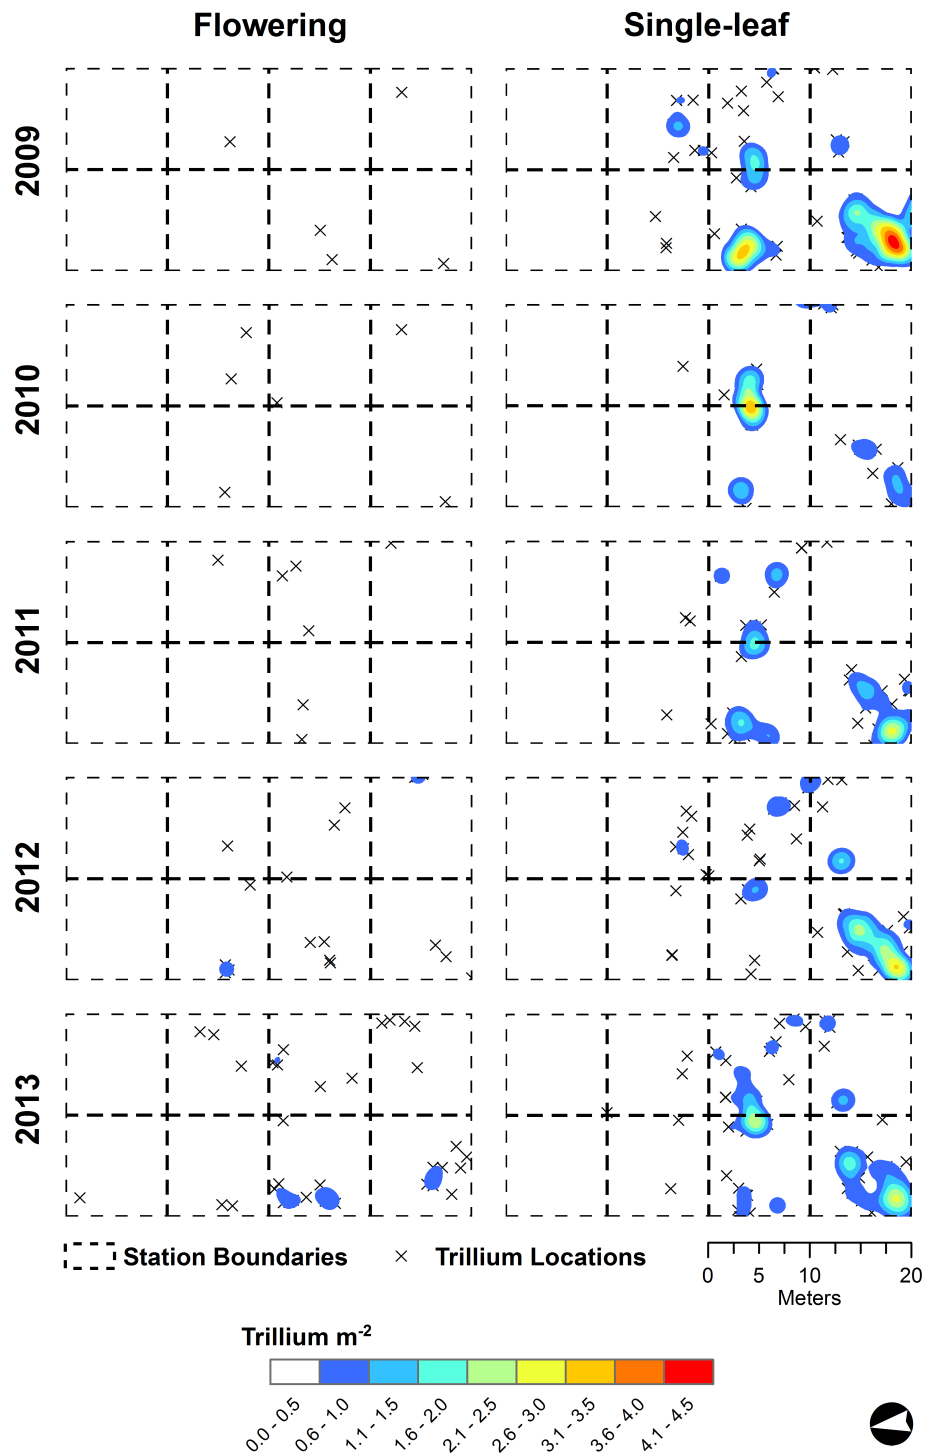 Flowering Single-leaf
2009
2010
2011
2012
2013
Station Boundaries Trillium Locations
0 5 10 20
Meters
Trillium m-2
0.0 - 0.5 0.6 - 1.0 1.1 - 1.5 1.6 - 2.0 2.1 - 2.5 2.6 - 3.0 3.1 - 3.5 3.6 - 4.0 4.1 - 4.5